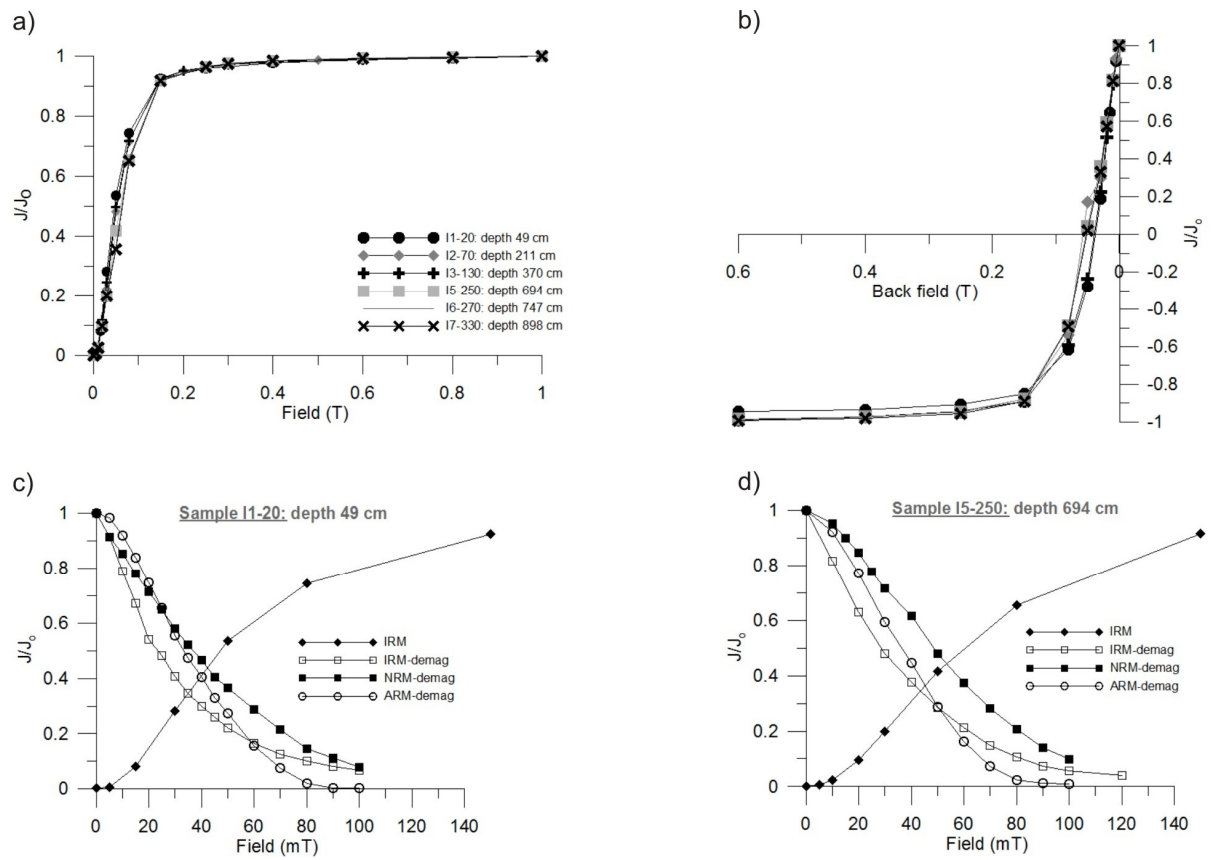 a)
1
0.8
0.6
0.4
0.2
0
J/Jo
0 0.2 0.4 0.6 0.8 1
Field (T)
I1-20: depth 49 cm
I2-70: depth 211 cm
I3-130: depth 370 cm
I5-250: depth 694 cm
I6-270: depth 747 cm
I7-330: depth 898 cm
b)
1
0.8
0.6
0.4
0.2
0
-0.2
-0.4
-0.6
-0.8
-1
J/Jo
0.6 0.2 0
Back field (T)
c)
Sample I1-20: depth 49 cm
1
0.8
0.6
0.4
0.2
0
J/Jo
IRM
IRM-demag
NRM-demag
ARM-demag
0 20 40 60 80 100 120 140
Field (mT)
d)
Sample I5-250: depth 694 cm
1
0.8
0.6
0.4
0.2
0
J/Jo
IRM
IRM-demag
NRM-demag
ARM-demag
0 20 40 60 80 100 120 140
Field (mT)